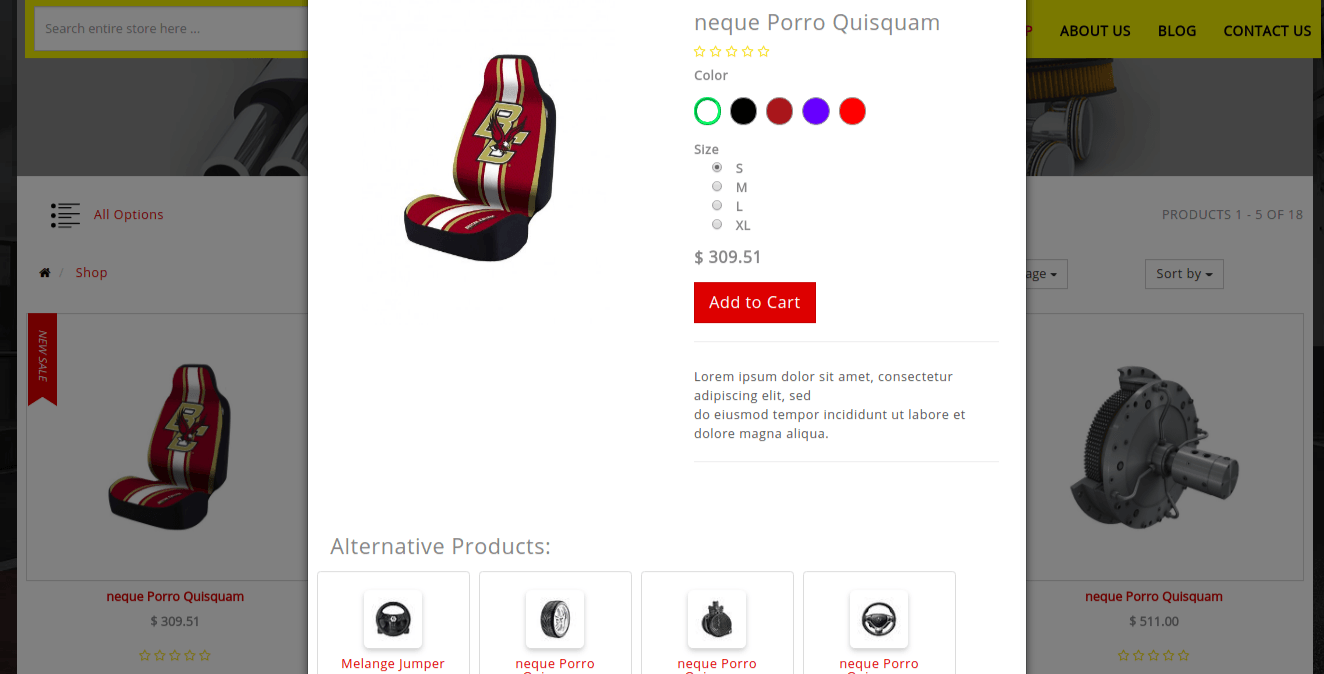 Search entire store here ...
P
ABOUT US
BLOG
CONTACT US
neque Porro Quisquam
Color
Size
S
M
L
XL
$ 309.51
Add to Cart
Lorem ipsum dolor sit amet, consectetur
adipiscing elit, sed
do eiusmod tempor incididunt ut labore et
dolore magna aliqua.
All Options
PRODUCTS 1 - 5 OF 18
/ Shop
age
Sort by
NEW SALE
BC
BC
neque Porro Quisquam
$ 309.51
neque Porro Quisquam
$ 511.00
Alternative Products:
Melange Jumper
neque Porro
neque Porro
neque Porro